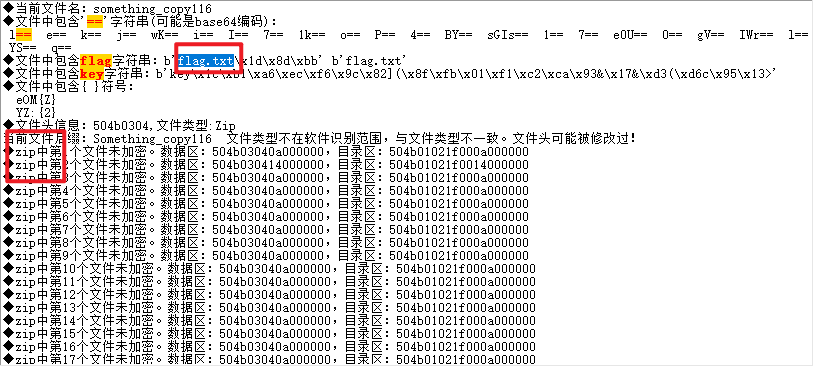 ◆当前文件名：something_copy116
◆文件中包含'=='字符串(可能是base64编码)：
l== e== k== j== wK== i== I== 7== 1k== o== P== 4== BY== sGIs== 1== 7== eOU== O== gV== IWr== l==
YS== q==
◆文件中包含flag字符串：b'flag.txt\x1d\x8d\xbb' b'flag.txt'
◆文件中包含key字符串：b'key\x1c\xb1\xa6\xec\xf6\x9c\x82](\x8f\xfb\x01\xf1\xc2\xca\x93&\x17&\xd3(\xd6c\x95\x13>'
◆文件中包含{ }符号：
eOM{Z}
YZ:{2}
◆文件头信息：504b0304,文件类型:Zip
当前文件后缀：Something_copy116 文件类型不在软件识别范围，与文件类型不一致。文件头可能被修改过！
◆zip中第1个文件未加密。数据区：504b03040a000000，目录区：504b01021f000a000000
◆zip中第2个文件未加密。数据区：504b030414000000，目录区：504b01021f0014000000
◆zip中第3个文件未加密。数据区：504b03040a000000，目录区：504b01021f000a000000
◆zip中第4个文件未加密。数据区：504b03040a000000，目录区：504b01021f000a000000
◆zip中第5个文件未加密。数据区：504b03040a000000，目录区：504b01021f000a000000
◆zip中第6个文件未加密。数据区：504b03040a000000，目录区：504b01021f000a000000
◆zip中第7个文件未加密。数据区：504b03040a000000，目录区：504b01021f000a000000
◆zip中第8个文件未加密。数据区：504b03040a000000，目录区：504b01021f000a000000
◆zip中第9个文件未加密。数据区：504b03040a000000，目录区：504b01021f000a000000
◆zip中第10个文件未加密。数据区：504b03040a000000，目录区：504b01021f000a000000
◆zip中第11个文件未加密。数据区：504b03040a000000，目录区：504b01021f000a000000
◆zip中第12个文件未加密。数据区：504b03040a000000，目录区：504b01021f000a000000
◆zip中第13个文件未加密。数据区：504b03040a000000，目录区：504b01021f000a000000
◆zip中第14个文件未加密。数据区：504b03040a000000，目录区：504b01021f000a000000
◆zip中第15个文件未加密。数据区：504b03040a000000，目录区：504b01021f000a000000
◆zip中第16个文件未加密。数据区：504b03040a000000，目录区：504b01021f000a000000
◆zip中第17个文件未加密。数据区：504b03040a000000，目录区：504b01021f000a000000